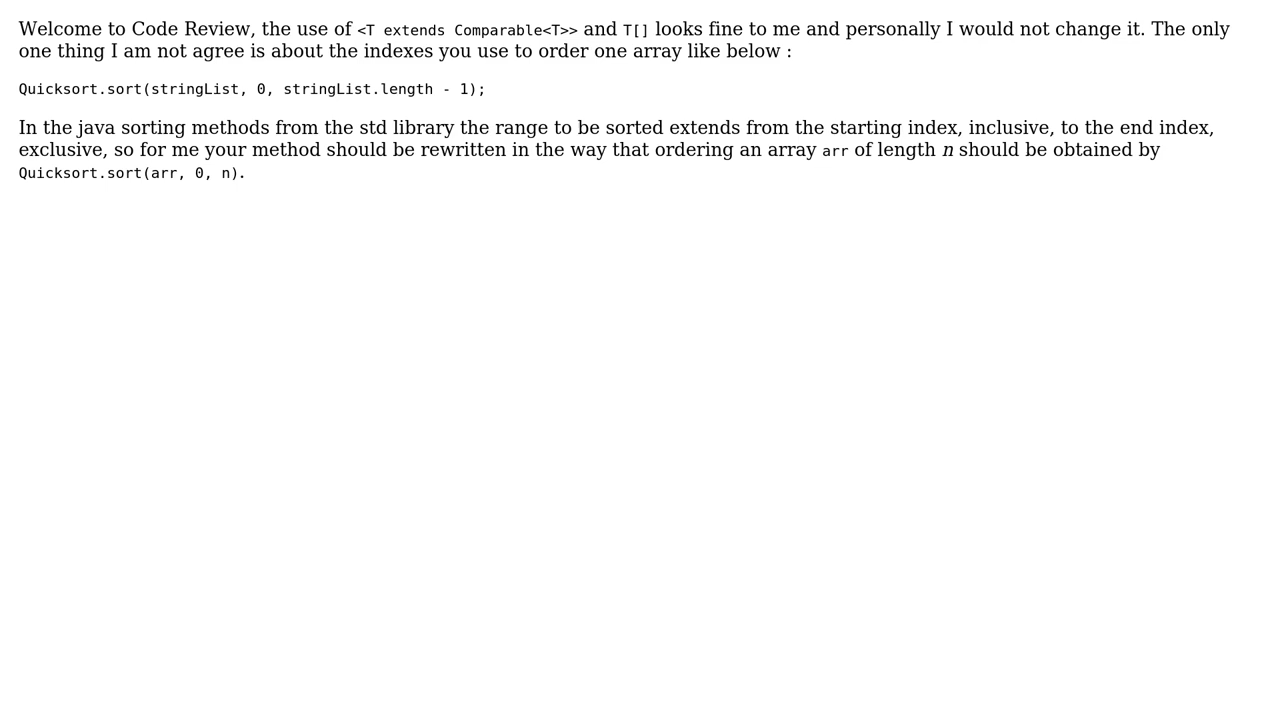 Welcome to Code Review, the use of <T extends Comparable<T>> and T[] looks fine to me and personally I would not change it. The only
one thing I am not agree is about the indexes you use to order one array like below :
Quicksort.sort(stringList, 0, stringList.length - 1);
In the java sorting methods from the std library the range to be sorted extends from the starting index, inclusive, to the end index,
exclusive, so for me your method should be rewritten in the way that ordering an array arr of length n should be obtained by
Quicksort.sort(arr, 0, n).